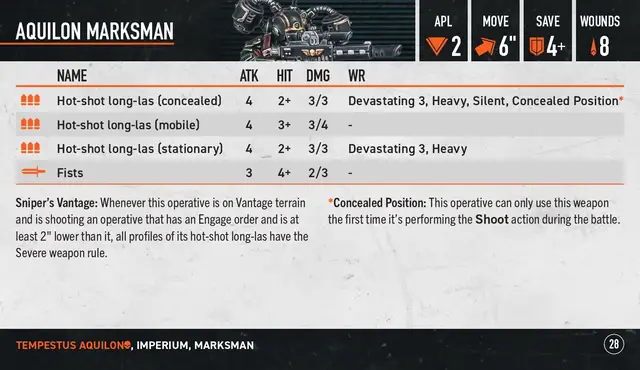 AQUILON MARKSMAN
APL
2
MOVE
6"
SAVE
4+
WOUNDS
8
NAME ATK HIT DMG WR
Hot-shot long-las (concealed) 4 2+ 3/3 Devastating 3, Heavy, Silent, Concealed Position*
Hot-shot long-las (mobile) 4 3+ 3/4 -
Hot-shot long-las (stationary) 4 2+ 3/3 Devastating 3, Heavy
Fists 3 4+ 2/3 -
Sniper's Vantage: Whenever this operative is on Vantage terrain
and is shooting an operative that has an Engage order and is at
least 2" lower than it, all profiles of its hot-shot long-las have the
Severe weapon rule.
*Concealed Position: This operative can only use this weapon
the first time it's performing the Shoot action during the battle.
TEMPESTUS AQUILON, IMPERIUM, MARKSMAN
28